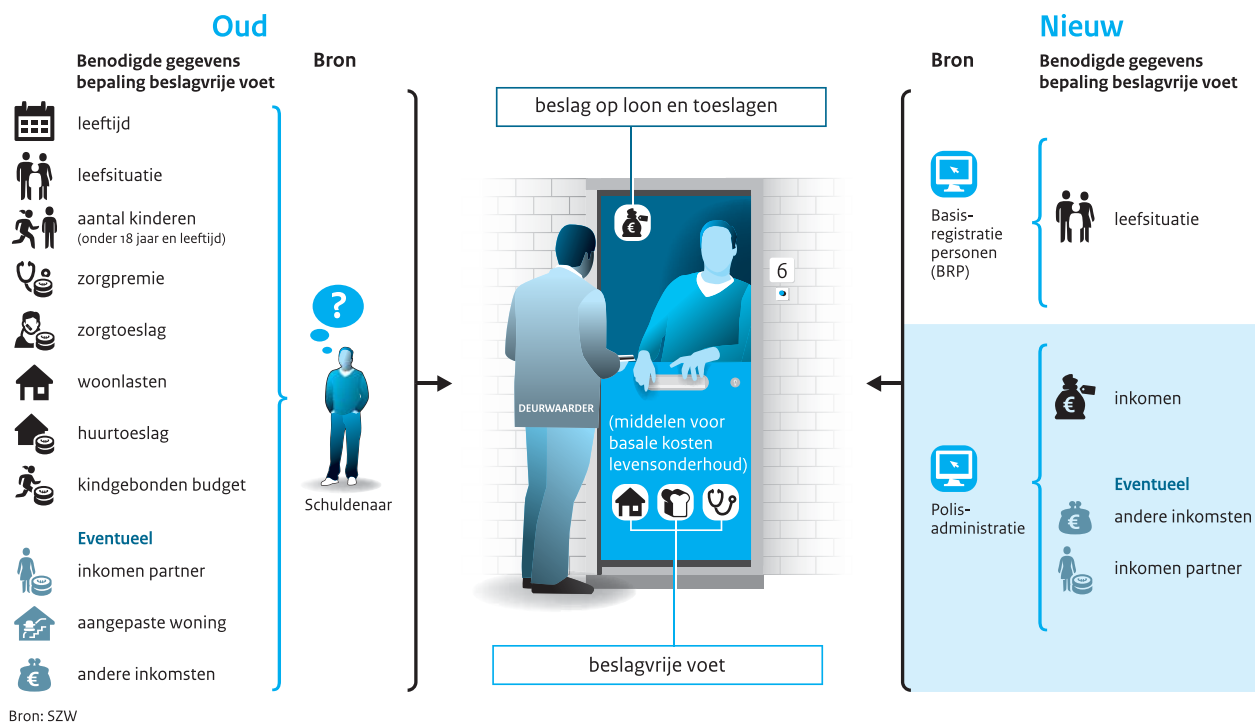 Oud
Benodigde gegevens
bepaling beslagvrije voet
Bron
leeftijd
leefsituatie
aantal kinderen
(onder 18 jaar en leeftijd)
zorgpremie
zorgtoeslag
woonlasten
huurtoeslag
kindgebonden budget
Eventueel
inkomen partner
aangepaste woning
€
andere inkomsten
?
Schuldenaar
beslag op loon en toeslagen
€
6
DEURWAARDER
(middelen voor
basale kosten
levensonderhoud)
beslagvrije voet
Nieuw
Bron
Benodigde gegevens
bepaling beslagvrije voet
Basis-
registratie
personen
(BRP)
leefsituatie
Polis-
administratie
€
inkomen
Eventueel
€
andere inkomsten
inkomen partner
Bron: SZW